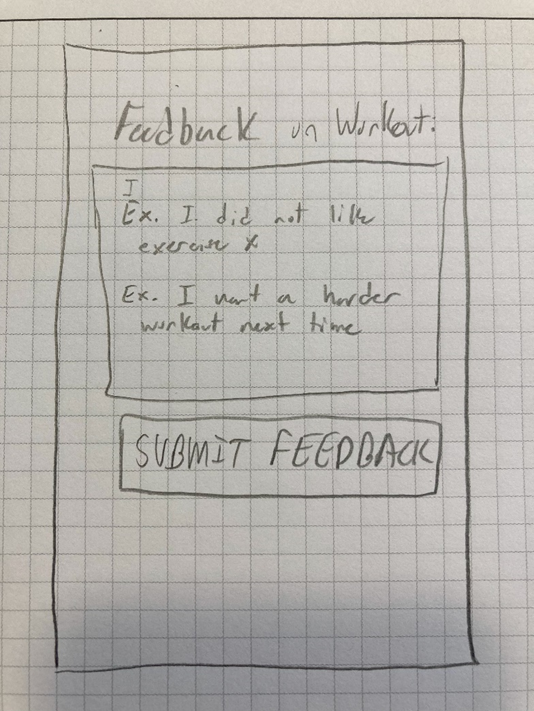 Feedback on Workout:
I
Ex. I did not like
exercise X
Ex. I want a harder
workout next time
SUBMIT FEEDBACK